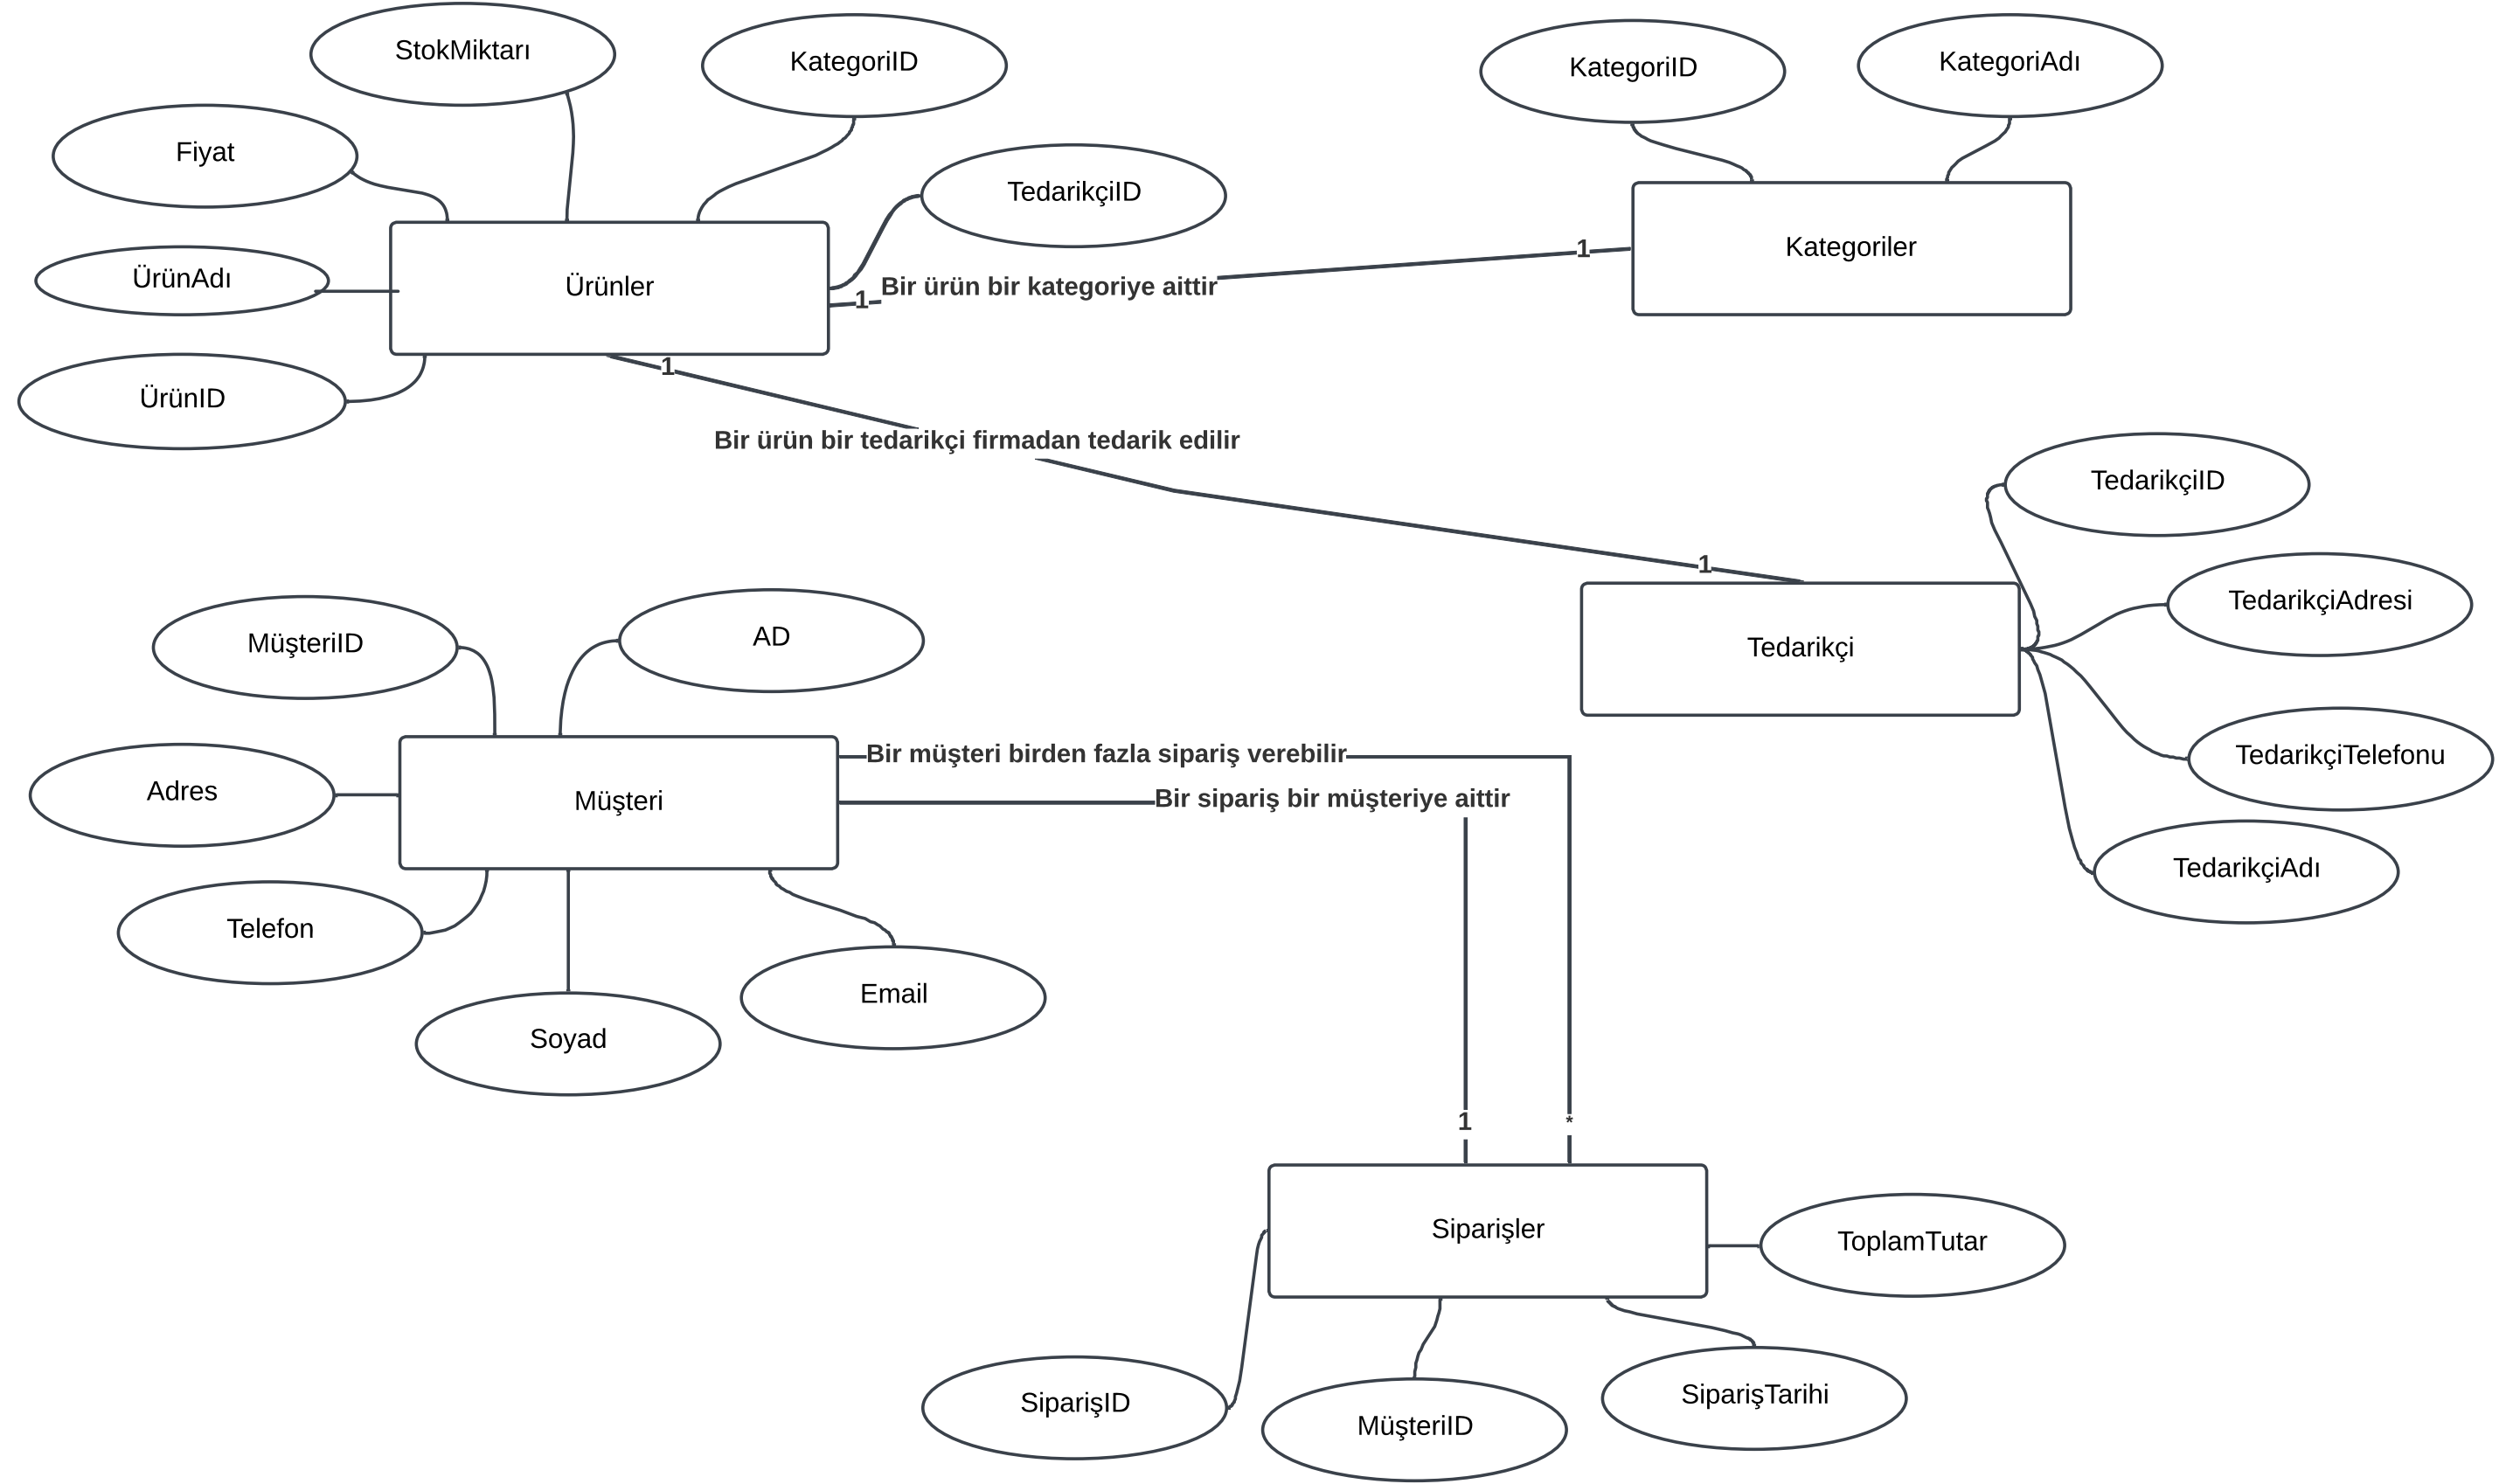 StokMiktarı
KategoriID
KategoriID
KategoriAdı
Fiyat
TedarikçiID
ÜrünAdı
Ürünler
Kategoriler
1
Bir ürün bir kategoriye aittir
1
ÜrünID
1
Bir ürün bir tedarikçi firmadan tedarik edilir
1
TedarikçiID
TedarikçiAdresi
Tedarikçi
TedarikçiTelefonu
TedarikçiAdı
MüşteriID
AD
Adres
Müşteri
Bir müşteri birden fazla sipariş verebilir
Bir sipariş bir müşteriye aittir
Telefon
Soyad
Email
1
*
Siparişler
ToplamTutar
SiparişID
MüşteriID
SiparişTarihi